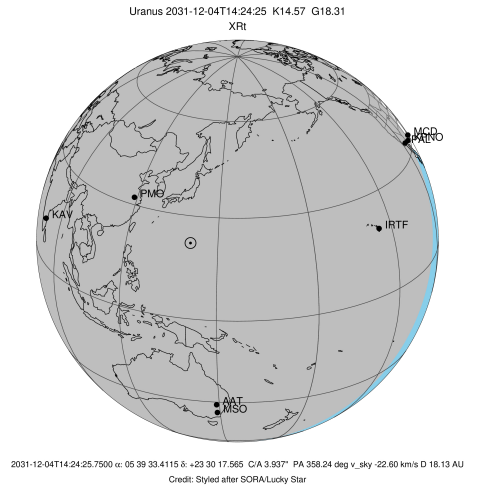 Uranus 2031-12-04T14:24:25 K14.57 G18.31
XRt
MCD
KPNO
PAL
PMO
KAV
IRTF
AAT
MSO
2031-12-04T14:24:25.7500 α: 05 39 33.4115 δ: +23 30 17.565 C/A 3.937" PA 358.24 deg v_sky -22.60 km/s D 18.13 AU
Credit: Styled after SORA/Lucky Star